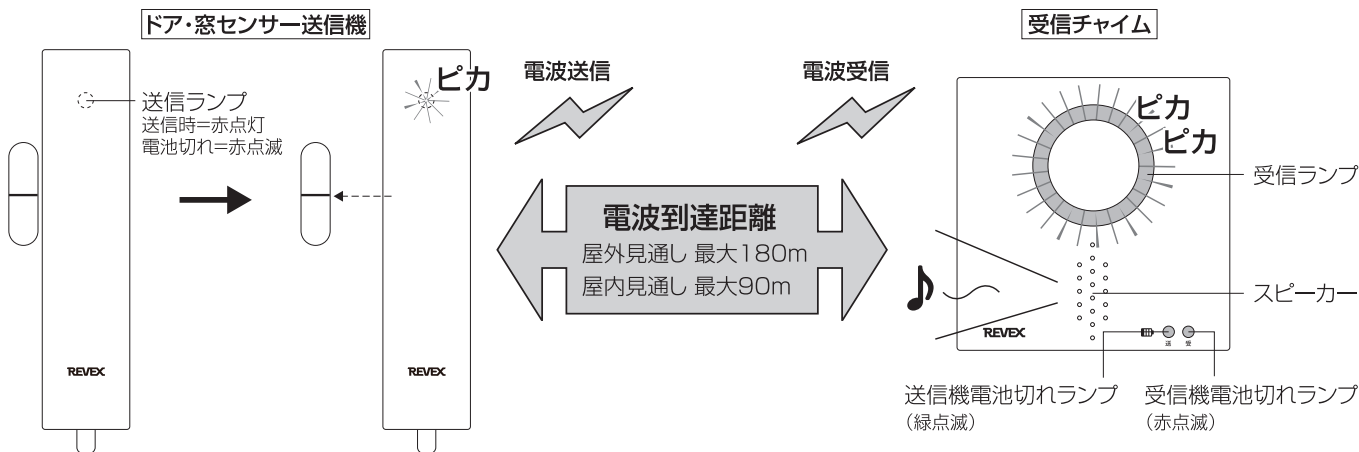 ドア・窓センサー送信機
受信チャイム
送信ランプ
送信時=赤点灯
電池切れ=赤点滅
ピカ
電波送信
電波受信
ピカ
ピカ
受信ランプ
電波到達距離
屋外見通し 最大180m
屋内見通し 最大90m
スピーカー
REVEX
REVEX
REVEX
送 受
送信機電池切れランプ
(緑点滅)
受信機電池切れランプ
(赤点滅)